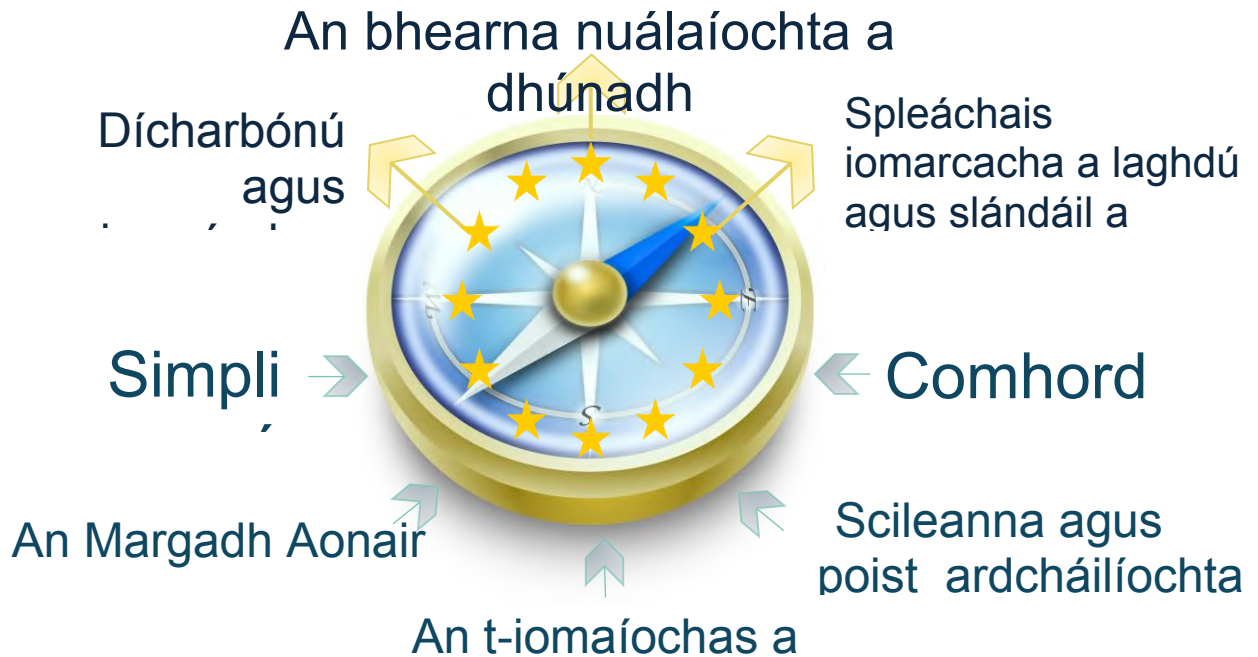 An bhearna nuálaíochta a
dhúnadh
Dícharbónú
agus
Spleáchais
iomarcacha a laghdú
agus slándáil a
Simpli
Comhord
An Margadh Aonair
Scileanna agus
poist ardcháilíochta
An t-iomaíochas a
S